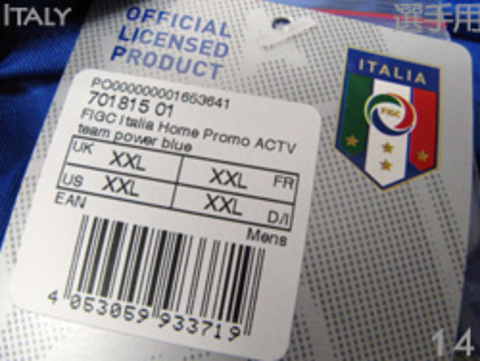 ITALY
選手用
OFFICIAL
LICENSED
PRODUCT
ITALIA
FIGC
PO000000001653641
701815 01
FIGC Italia Home Promo ACTV
team power blue
UK XXL XXL FR
US XXL XXL D/I
EAN Mens
4 053059 933719
14